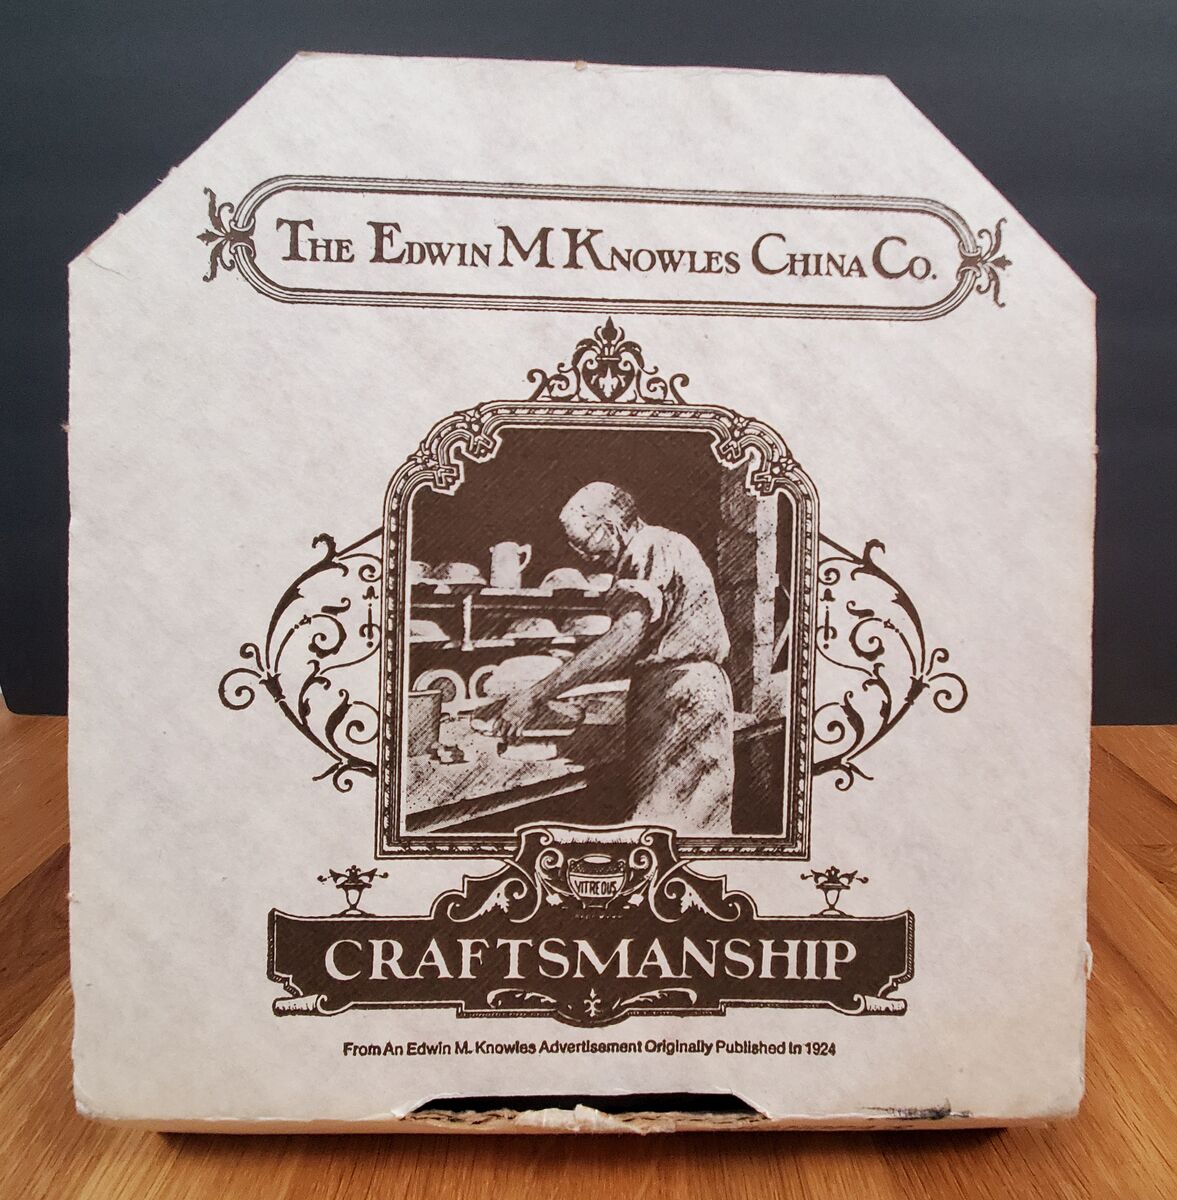 THE EDWIN M KNOWLES CHINA CO.
VITREOUS
CRAFTSMANSHIP
From An Edwin M. Knowles Advertisement Originally Published in 1924